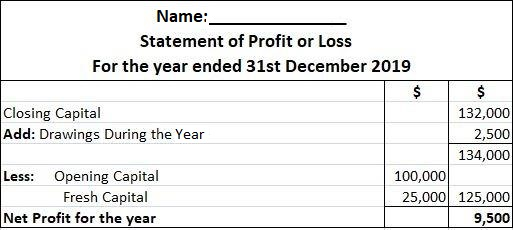 Name:_______________
Statement of Profit or Loss
For the year ended 31st December 2019
$ $
Closing Capital 132,000
Add: Drawings During the Year 2,500
134,000
Less: Opening Capital 100,000
Fresh Capital 25,000 125,000
Net Profit for the year 9,500